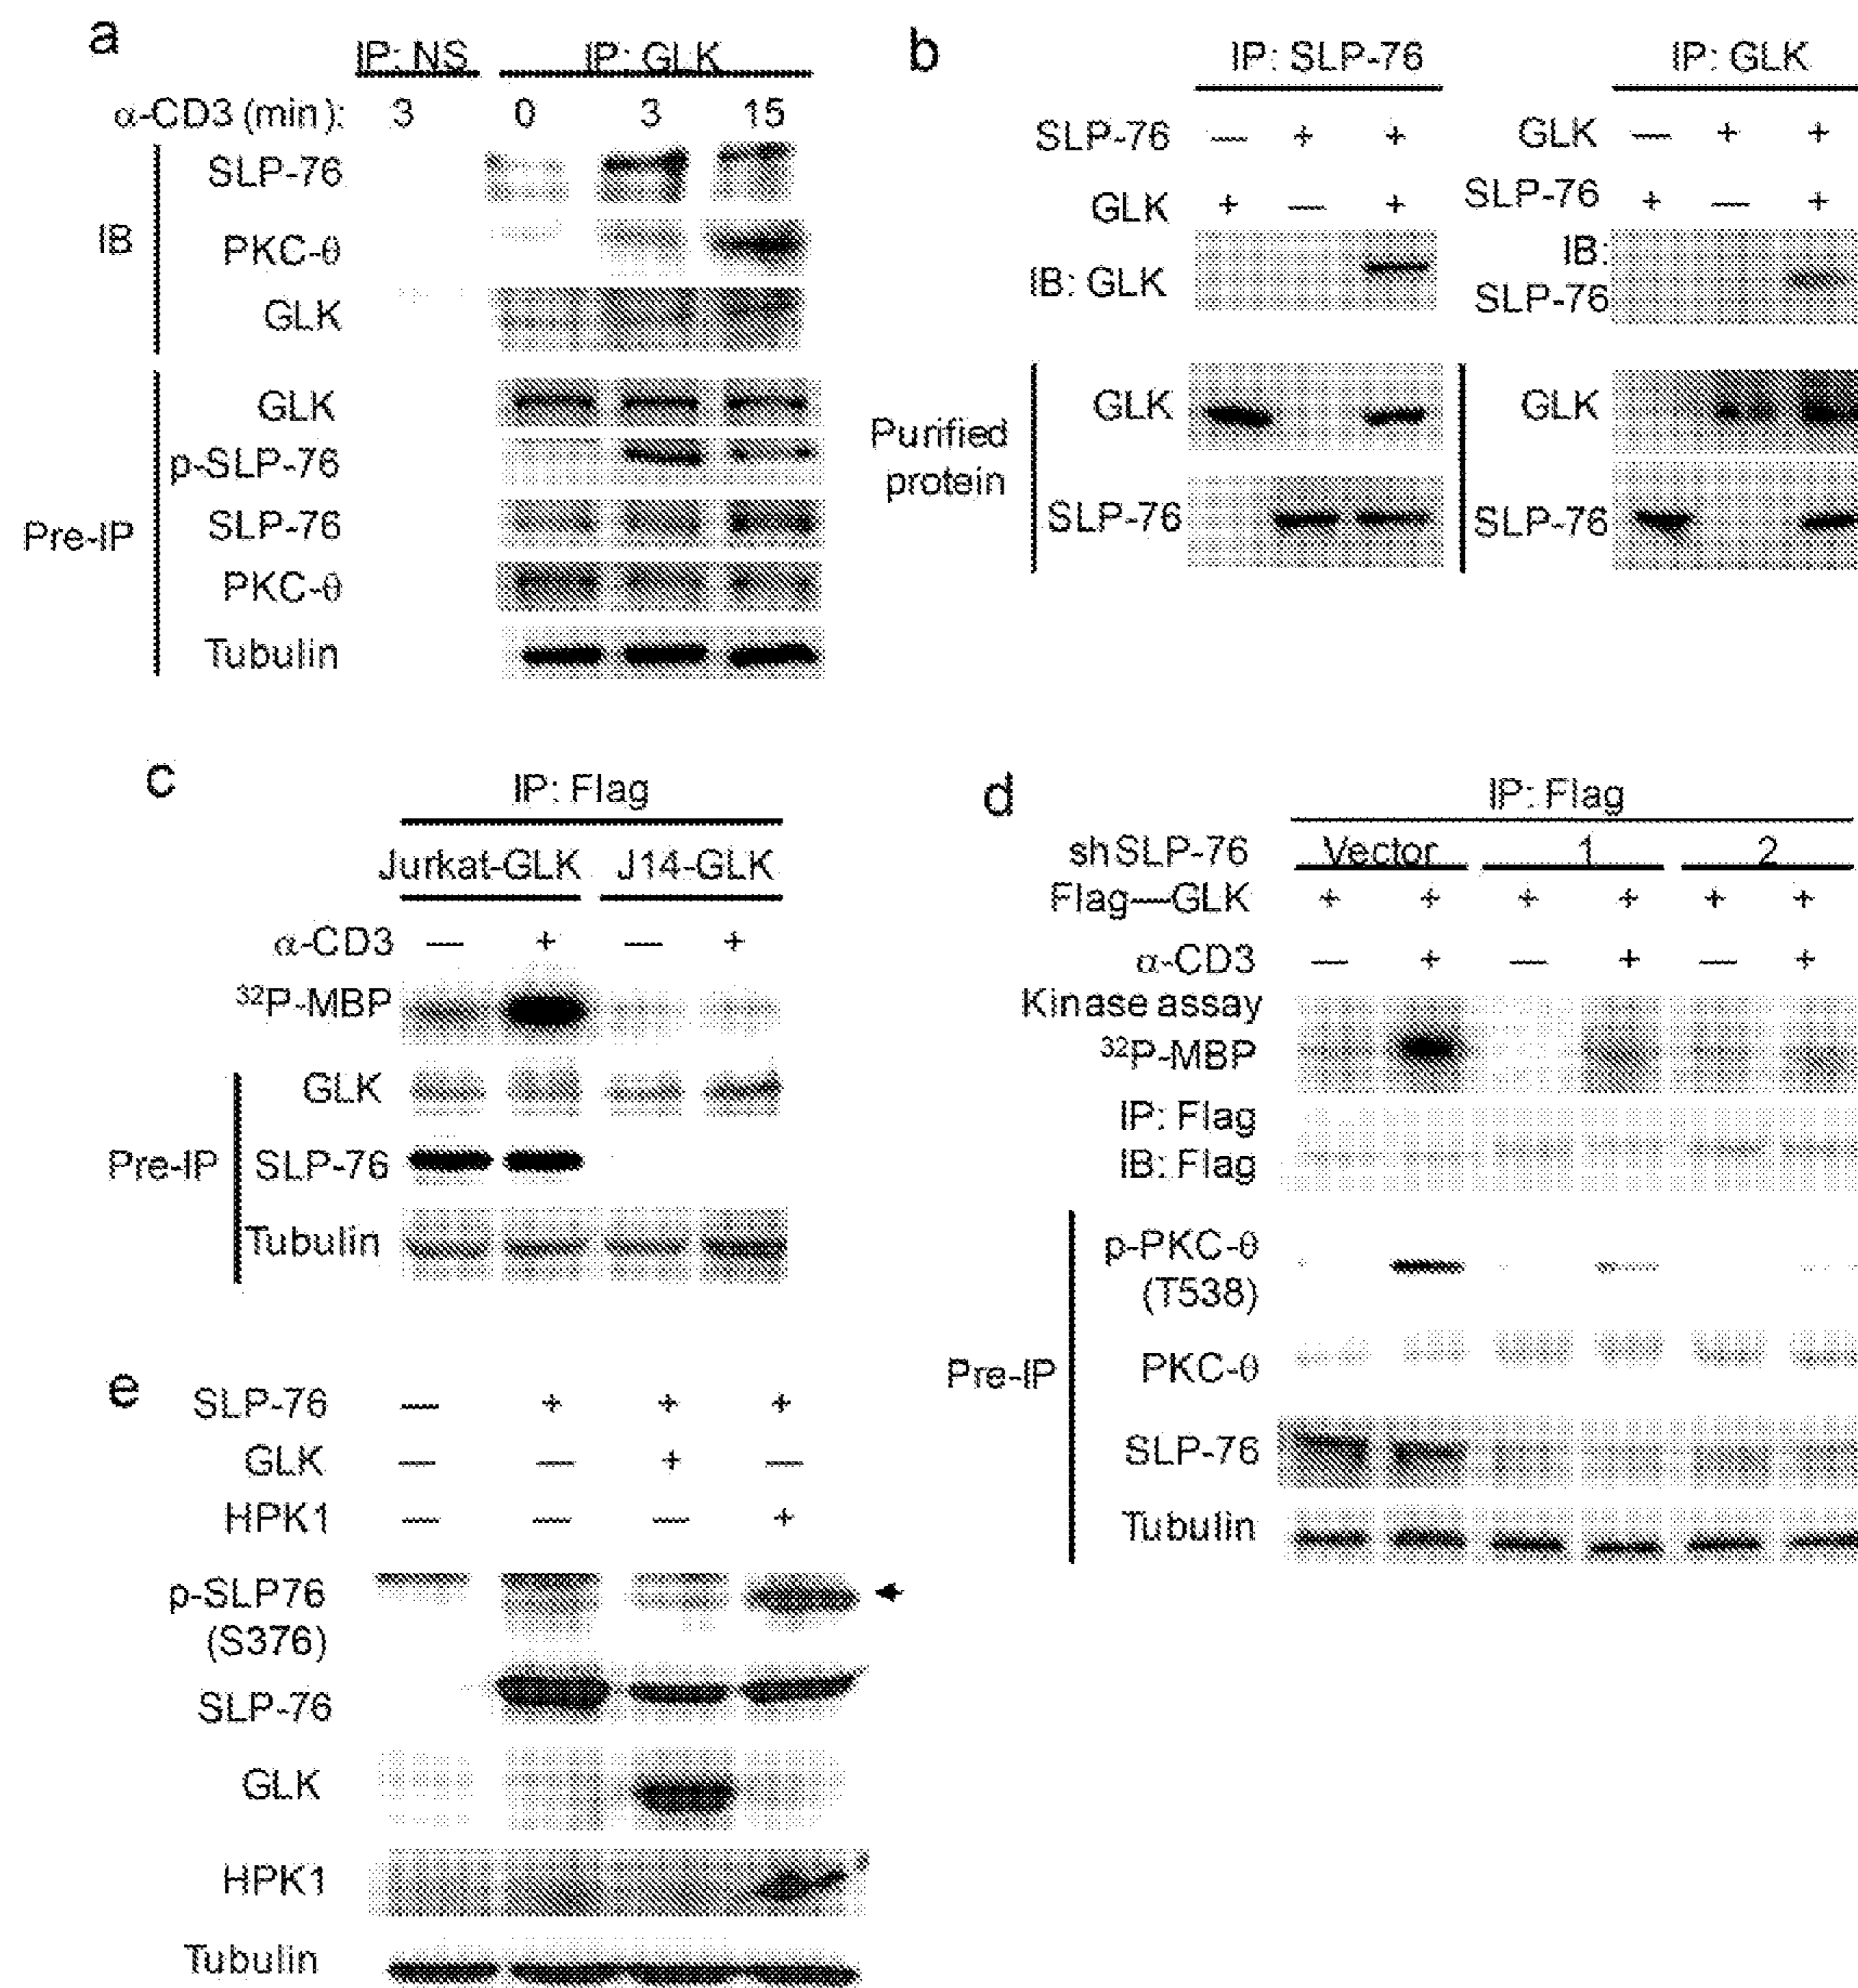 a
IP: NS IP: GLK
α-CD3 (min): 3 0 3 15
IB
SLP-76
PKC-θ
GLK
Pre-IP
GLK
p-SLP-76
SLP-76
PKC-θ
Tubulin
b
IP: SLP-76 IP: GLK
SLP-76 — + +
GLK + — +
IB: GLK
GLK — + +
SLP-76 + — +
IB:
SLP-76
Purified
protein
GLK
SLP-76
GLK
SLP-76
c
IP: Flag
Jurkat-GLK J14-GLK
α-CD3 — + — +
³²P-MBP
Pre-IP
GLK
SLP-76
Tubulin
d
IP: Flag
shSLP-76 Vector 1 2
Flag—GLK + + + + + +
α-CD3 — + — + — +
Kinase assay
³²P-MBP
IP: Flag
IB: Flag
Pre-IP
p-PKC-θ
(T538)
PKC-θ
SLP-76
Tubulin
e
SLP-76 — + + +
GLK — — + —
HPK1 — — — +
p-SLP76
(S376)
SLP-76
GLK
HPK1
Tubulin